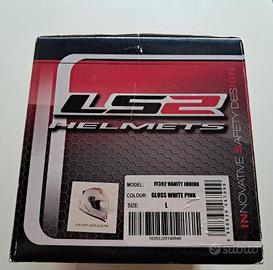 LS2
HELMETS
INNOVATIVE SAFETY DESIGN
MODEL: FF392 VANITY JUNIOR
COLOUR: GLOSS WHITE PINK
SIZE: L
subito